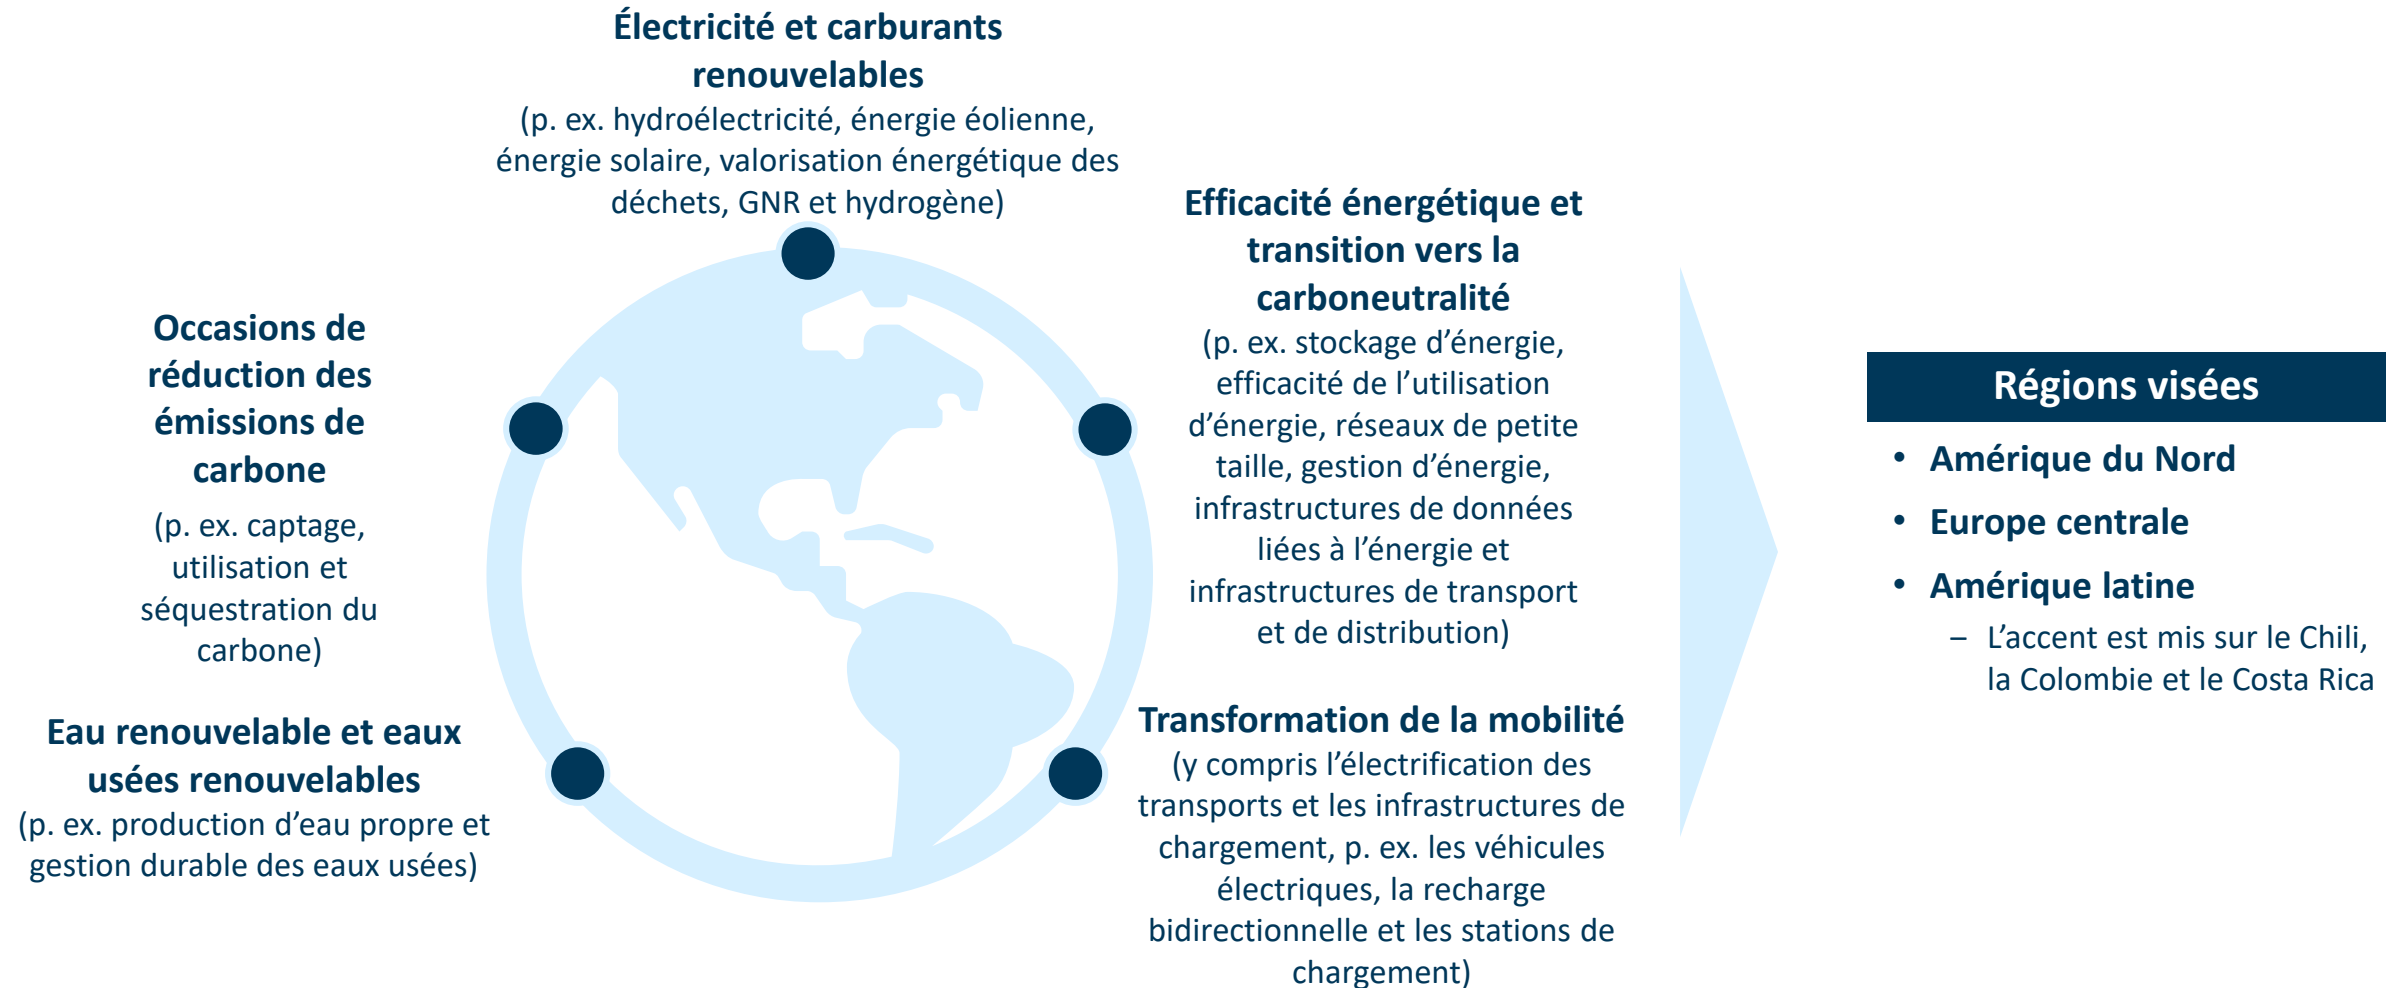 Électricité et carburants
renouvelables
(p. ex. hydroélectricité, énergie éolienne,
énergie solaire, valorisation énergétique des
déchets, GNR et hydrogène)
Efficacité énergétique et
transition vers la
carboneutralité
(p. ex. stockage d’énergie,
efficacité de l’utilisation
d’énergie, réseaux de petite
taille, gestion d’énergie,
infrastructures de données
liées à l’énergie et
infrastructures de transport
et de distribution)
Transformation de la mobilité
(y compris l’électrification des
transports et les infrastructures de
chargement, p. ex. les véhicules
électriques, la recharge
bidirectionnelle et les stations de
chargement)
Occasions de
réduction des
émissions de
carbone
(p. ex. captage,
utilisation et
séquestration du
carbone)
Eau renouvelable et eaux
usées renouvelables
(p. ex. production d’eau propre et
gestion durable des eaux usées)
Régions visées
• Amérique du Nord
• Europe centrale
• Amérique latine
– L’accent est mis sur le Chili,
la Colombie et le Costa Rica